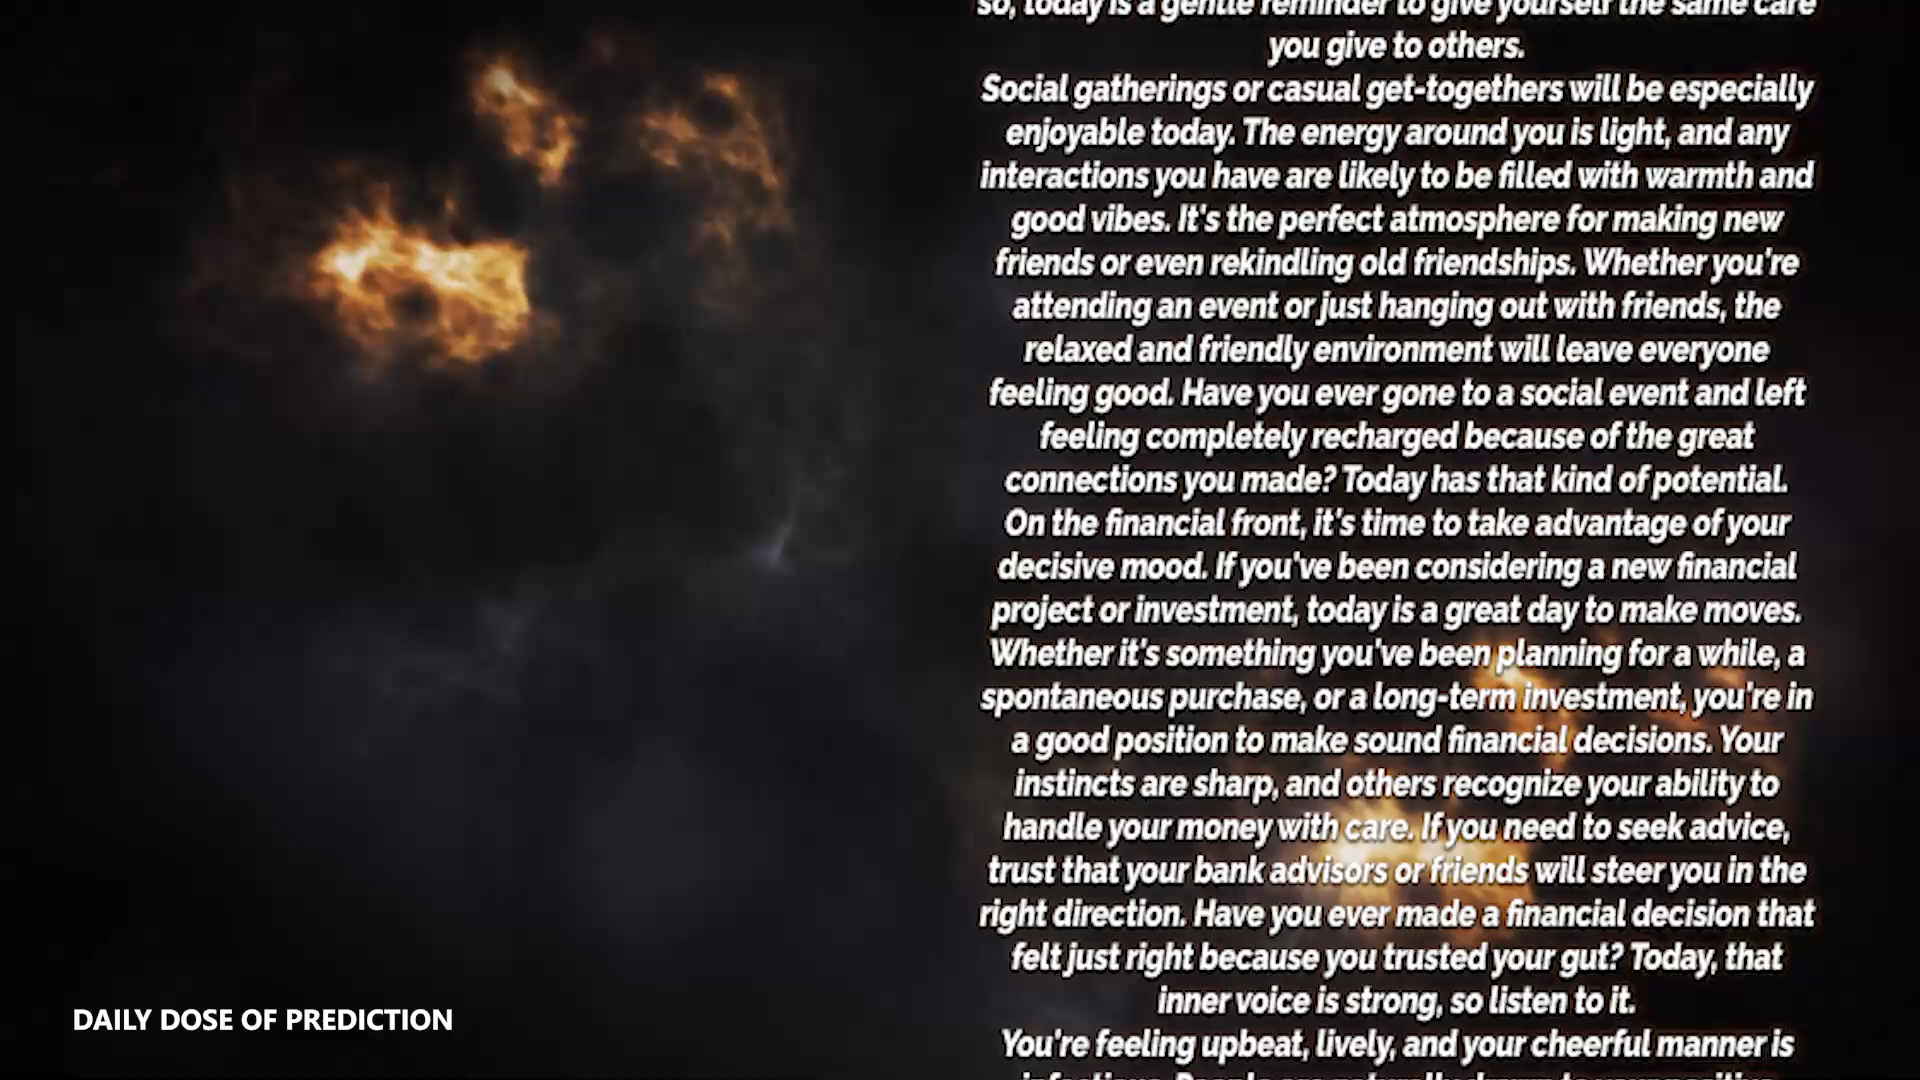 so, today is a gentle reminder to give yourself the same care
you give to others.
Social gatherings or casual get-togethers will be especially
enjoyable today. The energy around you is light, and any
interactions you have are likely to be filled with warmth and
good vibes. It's the perfect atmosphere for making new
friends or even rekindling old friendships. Whether you're
attending an event or just hanging out with friends, the
relaxed and friendly environment will leave everyone
feeling good. Have you ever gone to a social event and left
feeling completely recharged because of the great
connections you made? Today has that kind of potential.
On the financial front, it's time to take advantage of your
decisive mood. If you've been considering a new financial
project or investment, today is a great day to make moves.
Whether it's something you've been planning for a while, a
spontaneous purchase, or a long-term investment, you're in
a good position to make sound financial decisions. Your
instincts are sharp, and others recognize your ability to
handle your money with care. If you need to seek advice,
trust that your bank advisors or friends will steer you in the
right direction. Have you ever made a financial decision that
felt just right because you trusted your gut? Today, that
inner voice is strong, so listen to it.
You're feeling upbeat, lively, and your cheerful manner is
DAILY DOSE OF PREDICTION